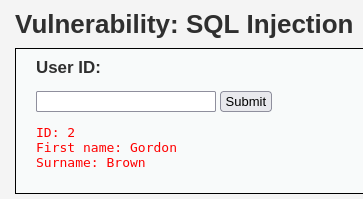 Vulnerability: SQL Injection
User ID:
Submit
ID: 2
First name: Gordon
Surname: Brown